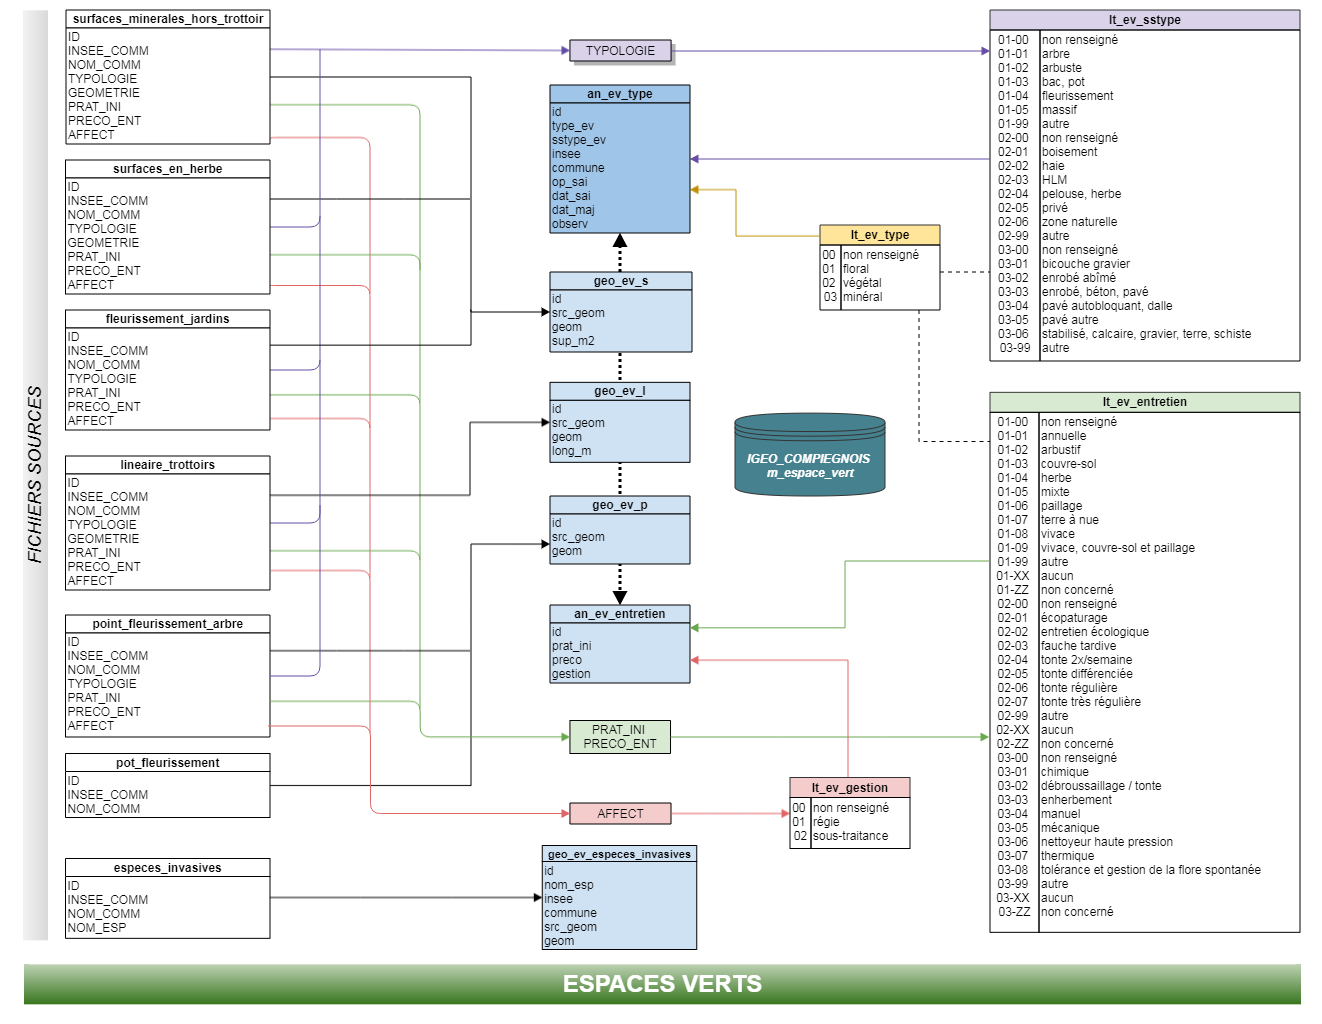 FICHIERS SOURCES
surfaces_minerales_hors_trottoir
ID
INSEE_COMM
NOM_COMM
TYPOLOGIE
GEOMETRIE
PRAT_INI
PRECO_ENT
AFFECT
surfaces_en_herbe
ID
INSEE_COMM
NOM_COMM
TYPOLOGIE
GEOMETRIE
PRAT_INI
PRECO_ENT
AFFECT
fleurissement_jardins
ID
INSEE_COMM
NOM_COMM
TYPOLOGIE
PRAT_INI
PRECO_ENT
AFFECT
lineaire_trottoirs
ID
INSEE_COMM
NOM_COMM
TYPOLOGIE
GEOMETRIE
PRAT_INI
PRECO_ENT
AFFECT
point_fleurissement_arbre
ID
INSEE_COMM
NOM_COMM
TYPOLOGIE
PRAT_INI
PRECO_ENT
AFFECT
pot_fleurissement
ID
INSEE_COMM
NOM_COMM
especes_invasives
ID
INSEE_COMM
NOM_COMM
NOM_ESP
TYPOLOGIE
an_ev_type
id
type_ev
sstype_ev
insee
commune
op_sai
dat_sai
dat_maj
observ
geo_ev_s
id
src_geom
geom
sup_m2
geo_ev_l
id
src_geom
geom
long_m
geo_ev_p
id
src_geom
geom
an_ev_entretien
id
prat_ini
preco
gestion
PRAT_INI
PRECO_ENT
AFFECT
geo_ev_especes_invasives
id
nom_esp
insee
commune
src_geom
geom
lt_ev_type
00 non renseigné
01 floral
02 végétal
03 minéral
IGEO_COMPIEGNOIS
m_espace_vert
lt_ev_gestion
00 non renseigné
01 régie
02 sous-traitance
lt_ev_sstype
01-00 non renseigné
01-01 arbre
01-02 arbuste
01-03 bac, pot
01-04 fleurissement
01-05 massif
01-99 autre
02-00 non renseigné
02-01 boisement
02-02 haie
02-03 HLM
02-04 pelouse, herbe
02-05 privé
02-06 zone naturelle
02-99 autre
03-00 non renseigné
03-01 bicouche gravier
03-02 enrobé abîmé
03-03 enrobé, béton, pavé
03-04 pavé autobloquant, dalle
03-05 pavé autre
03-06 stabilisé, calcaire, gravier, terre, schiste
03-99 autre
lt_ev_entretien
01-00 non renseigné
01-01 annuelle
01-02 arbustif
01-03 couvre-sol
01-04 herbe
01-05 mixte
01-06 paillage
01-07 terre à nue
01-08 vivace
01-09 vivace, couvre-sol et paillage
01-99 autre
01-XX aucun
01-ZZ non concerné
02-00 non renseigné
02-01 écopaturage
02-02 entretien écologique
02-03 fauche tardive
02-04 tonte 2x/semaine
02-05 tonte différenciée
02-06 tonte régulière
02-07 tonte très régulière
02-99 autre
02-XX aucun
02-ZZ non concerné
03-00 non renseigné
03-01 chimique
03-02 débroussaillage / tonte
03-03 enherbement
03-04 manuel
03-05 mécanique
03-06 nettoyeur haute pression
03-07 thermique
03-08 tolérance et gestion de la flore spontanée
03-99 autre
03-XX aucun
03-ZZ non concerné
ESPACES VERTS